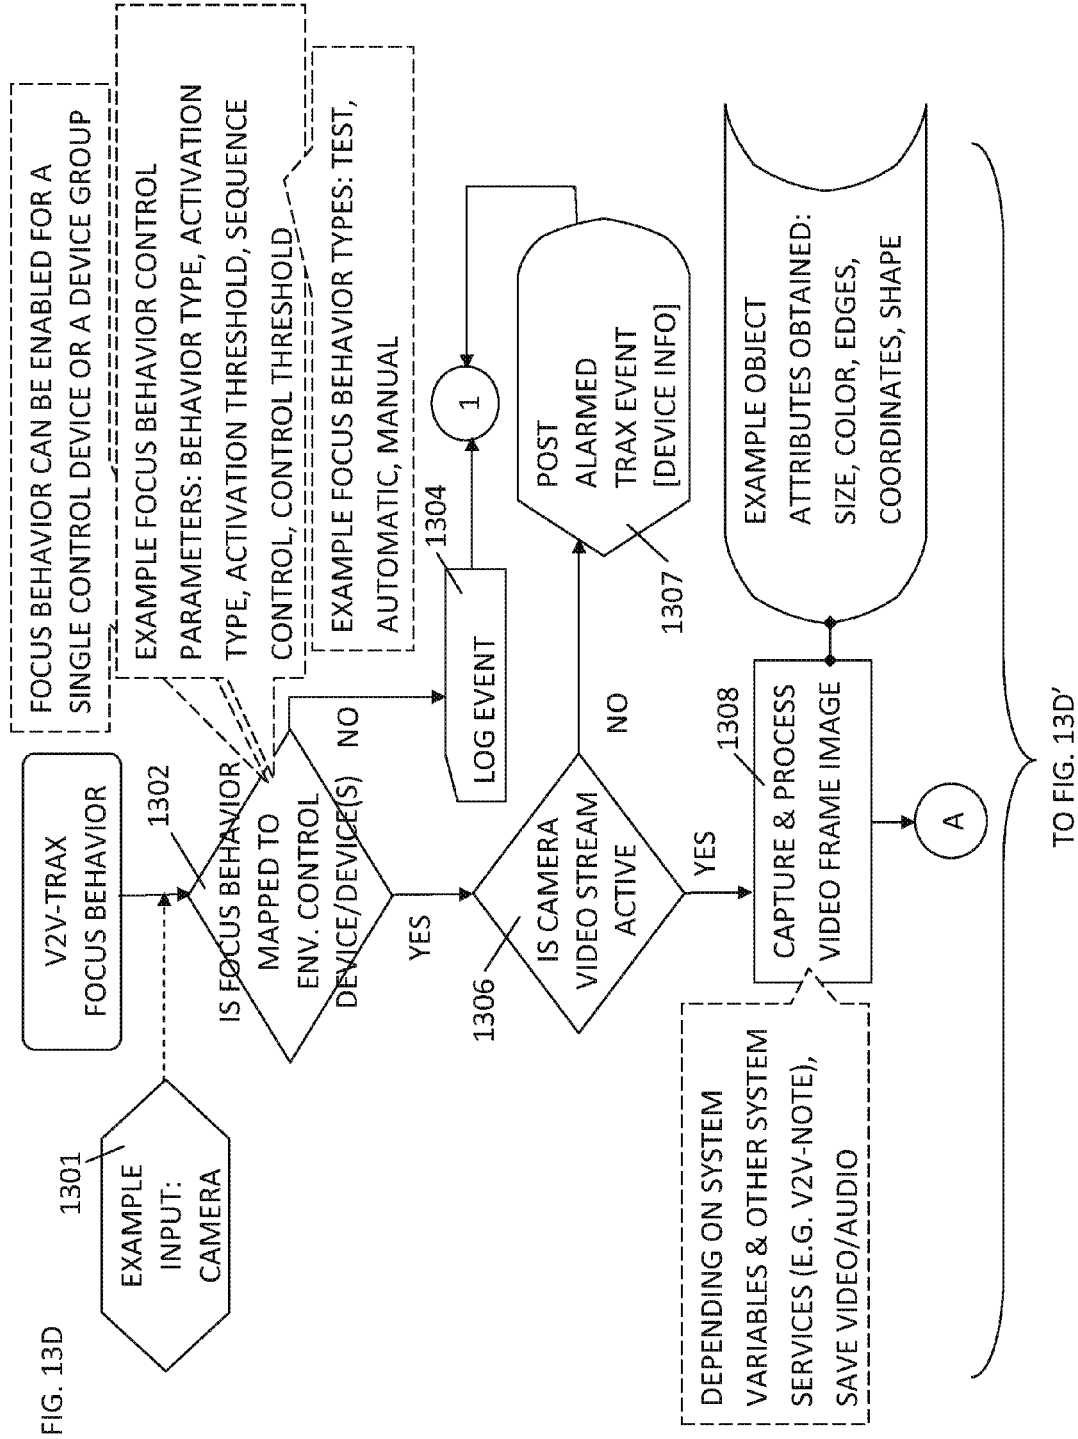 FIG. 13D
1301
EXAMPLE
INPUT:
CAMERA
V2V-TRAX
FOCUS BEHAVIOR
FOCUS BEHAVIOR CAN BE ENABLED FOR A
SINGLE CONTROL DEVICE OR A DEVICE GROUP
EXAMPLE FOCUS BEHAVIOR CONTROL
PARAMETERS: BEHAVIOR TYPE, ACTIVATION
TYPE, ACTIVATION THRESHOLD, SEQUENCE
CONTROL, CONTROL THRESHOLD
EXAMPLE FOCUS BEHAVIOR TYPES: TEST,
AUTOMATIC, MANUAL
1302
IS FOCUS BEHAVIOR
MAPPED TO
ENV. CONTROL
DEVICE/DEVICE(S)
NO
YES
1304
LOG EVENT
1
1306
IS CAMERA
VIDEO STREAM
ACTIVE
NO
YES
POST
ALARMED
TRAX EVENT
[DEVICE INFO]
1307
1308
CAPTURE & PROCESS
VIDEO FRAME IMAGE
EXAMPLE OBJECT
ATTRIBUTES OBTAINED:
SIZE, COLOR, EDGES,
COORDINATES, SHAPE
DEPENDING ON SYSTEM
VARIABLES & OTHER SYSTEM
SERVICES (E.G. V2V-NOTE),
SAVE VIDEO/AUDIO
A
TO FIG. 13D'